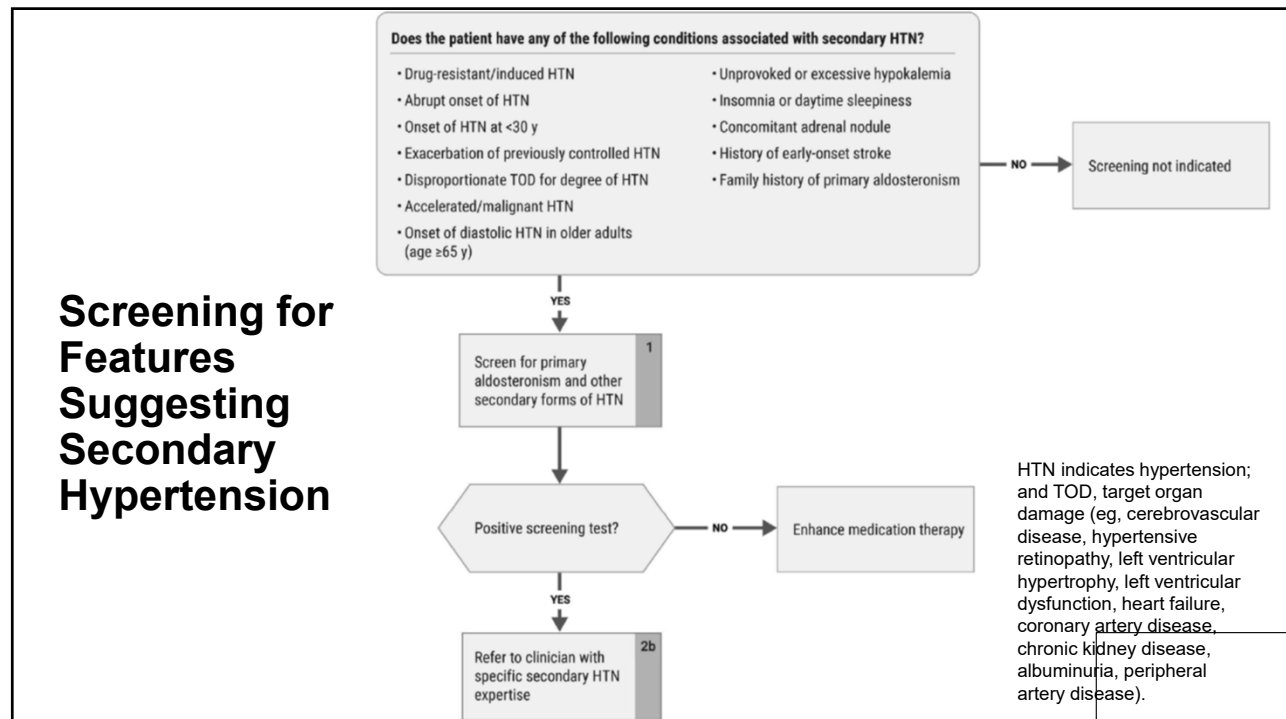 Screening for
Features
Suggesting
Secondary
Hypertension
Does the patient have any of the following conditions associated with secondary HTN?
• Drug-resistant/induced HTN
• Abrupt onset of HTN
• Onset of HTN at <30 y
• Exacerbation of previously controlled HTN
• Disproportionate TOD for degree of HTN
• Accelerated/malignant HTN
• Onset of diastolic HTN in older adults
(age ≥65 y)
• Unprovoked or excessive hypokalemia
• Insomnia or daytime sleepiness
• Concomitant adrenal nodule
• History of early-onset stroke
• Family history of primary aldosteronism
NO
Screening not indicated
YES
1
Screen for primary
aldosteronism and other
secondary forms of HTN
Positive screening test?
NO
Enhance medication therapy
YES
2b
Refer to clinician with
specific secondary HTN
expertise
HTN indicates hypertension;
and TOD, target organ
damage (eg, cerebrovascular
disease, hypertensive
retinopathy, left ventricular
hypertrophy, left ventricular
dysfunction, heart failure,
coronary artery disease,
chronic kidney disease,
albuminuria, peripheral
artery disease).